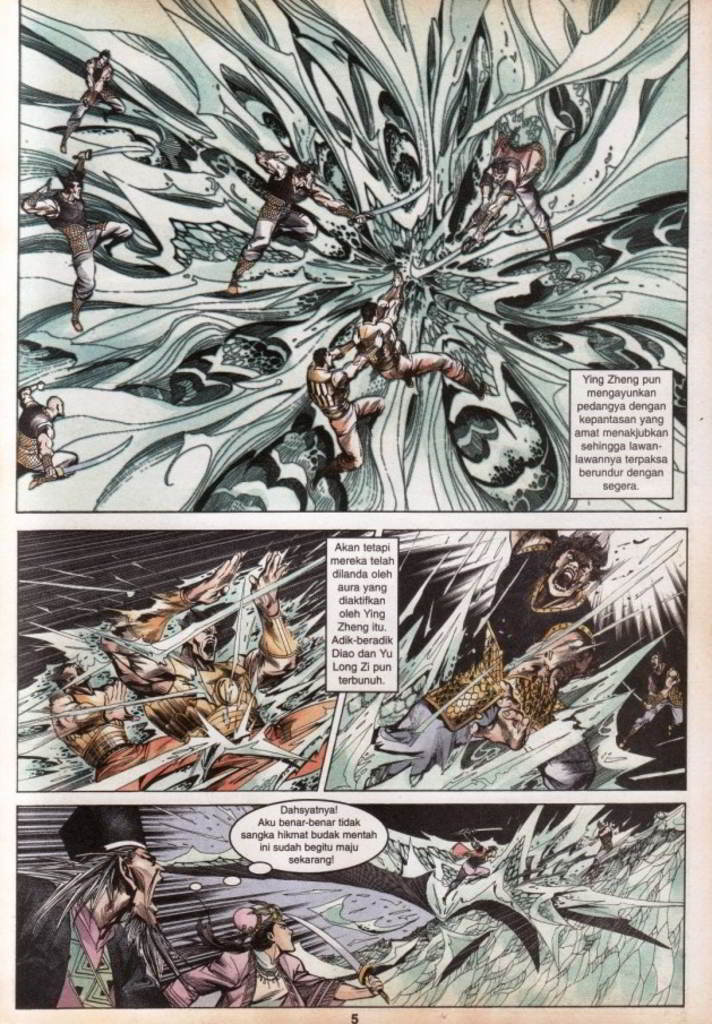 Ying Zheng pun
mengayunkan
pedangya dengan
kepantasan yang
amat menakjubkan
sehingga lawan-
lawannya terpaksa
berundur dengan
segera.
Akan tetapi
mereka telah
dilanda oleh
aura yang
diaktifkan
oleh Ying
Zheng itu.
Adik-beradik
Diao dan Yu
Long Zi pun
terbunuh.
Dahsyatnya!
Aku benar-benar tidak
sangka hikmat budak mentah
ini sudah begitu maju
sekarang!
5